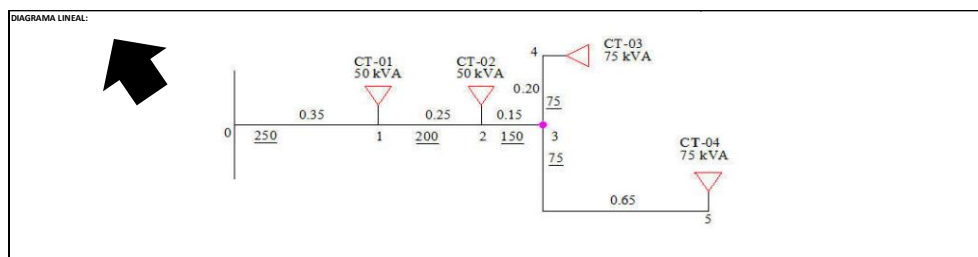 DIAGRAMA LINEAL:
CT-01
50 kVA
CT-02
50 kVA
4
CT-03
75 kVA
0.20
75
0.35
0.25
0.15
0
250
1
200
2
150
3
75
CT-04
75 kVA
0.65
5